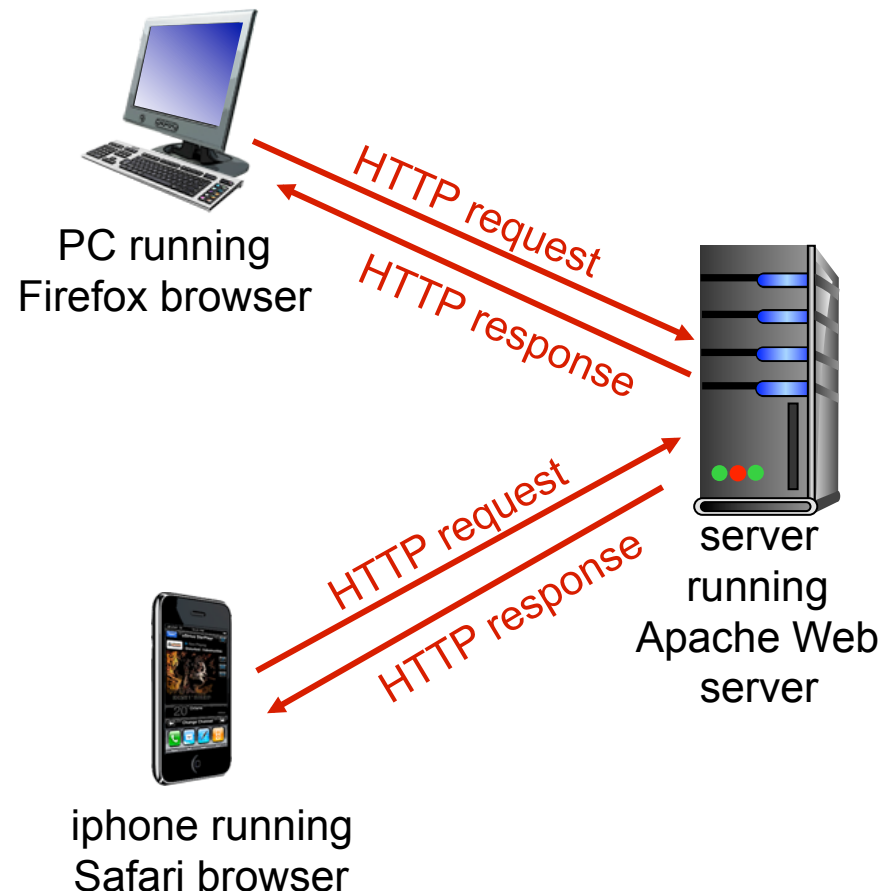 HTTP request
HTTP response
PC running
Firefox browser
HTTP request
HTTP response
server
running
Apache Web
server
iphone running
Safari browser